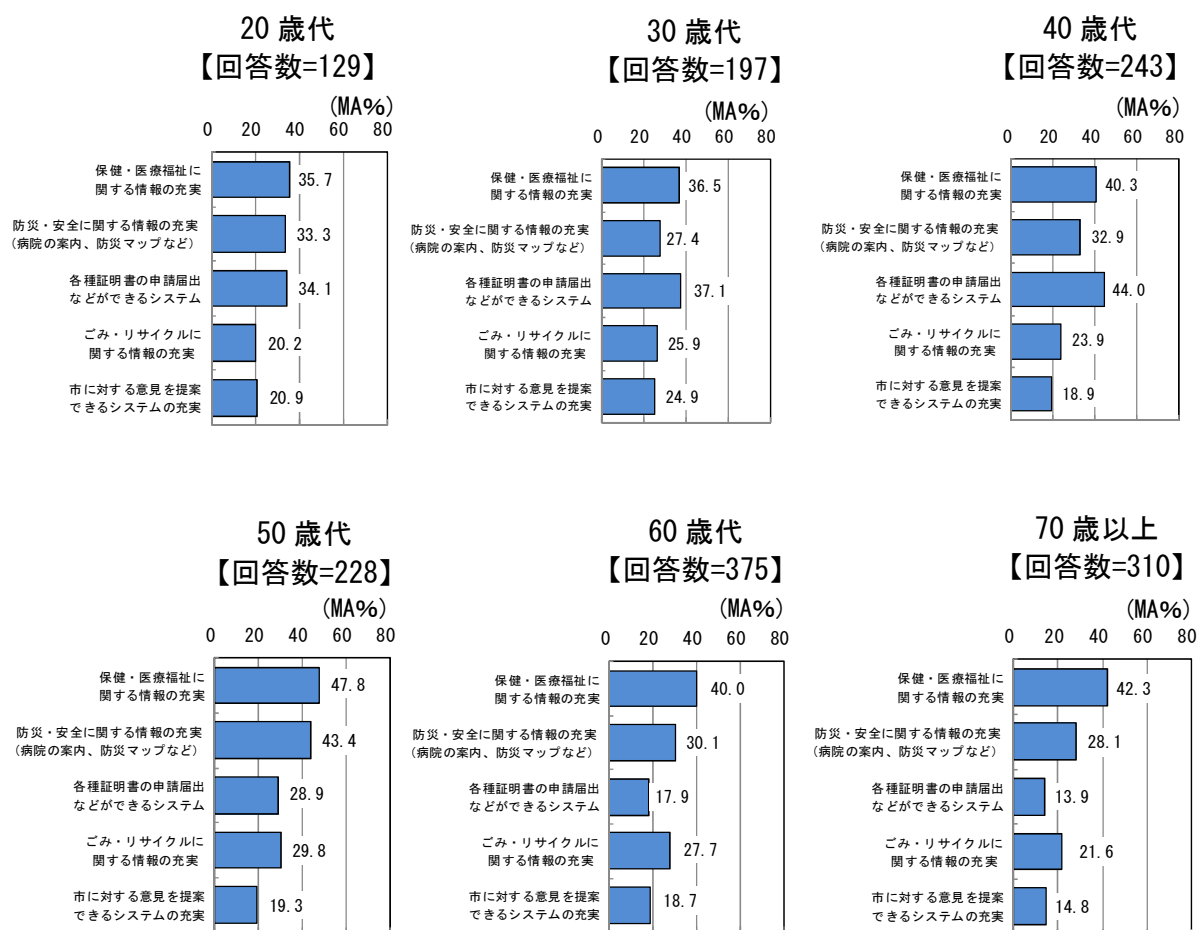 20 歳代
【回答数=129】
(MA%)
0 20 40 60 80
保健・医療福祉に
関する情報の充実
35.7
防災・安全に関する情報の充実
(病院の案内、防災マップなど)
33.3
各種証明書の申請届出
などができるシステム
34.1
ごみ・リサイクルに
関する情報の充実
20.2
市に対する意見を提案
できるシステムの充実
20.9
30 歳代
【回答数=197】
(MA%)
0 20 40 60 80
保健・医療福祉に
関する情報の充実
36.5
防災・安全に関する情報の充実
(病院の案内、防災マップなど)
27.4
各種証明書の申請届出
などができるシステム
37.1
ごみ・リサイクルに
関する情報の充実
25.9
市に対する意見を提案
できるシステムの充実
24.9
40 歳代
【回答数=243】
(MA%)
0 20 40 60 80
保健・医療福祉に
関する情報の充実
40.3
防災・安全に関する情報の充実
(病院の案内、防災マップなど)
32.9
各種証明書の申請届出
などができるシステム
44.0
ごみ・リサイクルに
関する情報の充実
23.9
市に対する意見を提案
できるシステムの充実
18.9
50 歳代
【回答数=228】
(MA%)
0 20 40 60 80
保健・医療福祉に
関する情報の充実
47.8
防災・安全に関する情報の充実
(病院の案内、防災マップなど)
43.4
各種証明書の申請届出
などができるシステム
28.9
ごみ・リサイクルに
関する情報の充実
29.8
市に対する意見を提案
できるシステムの充実
19.3
60 歳代
【回答数=375】
(MA%)
0 20 40 60 80
保健・医療福祉に
関する情報の充実
40.0
防災・安全に関する情報の充実
(病院の案内、防災マップなど)
30.1
各種証明書の申請届出
などができるシステム
17.9
ごみ・リサイクルに
関する情報の充実
27.7
市に対する意見を提案
できるシステムの充実
18.7
70 歳以上
【回答数=310】
(MA%)
0 20 40 60 80
保健・医療福祉に
関する情報の充実
42.3
防災・安全に関する情報の充実
(病院の案内、防災マップなど)
28.1
各種証明書の申請届出
などができるシステム
13.9
ごみ・リサイクルに
関する情報の充実
21.6
市に対する意見を提案
できるシステムの充実
14.8